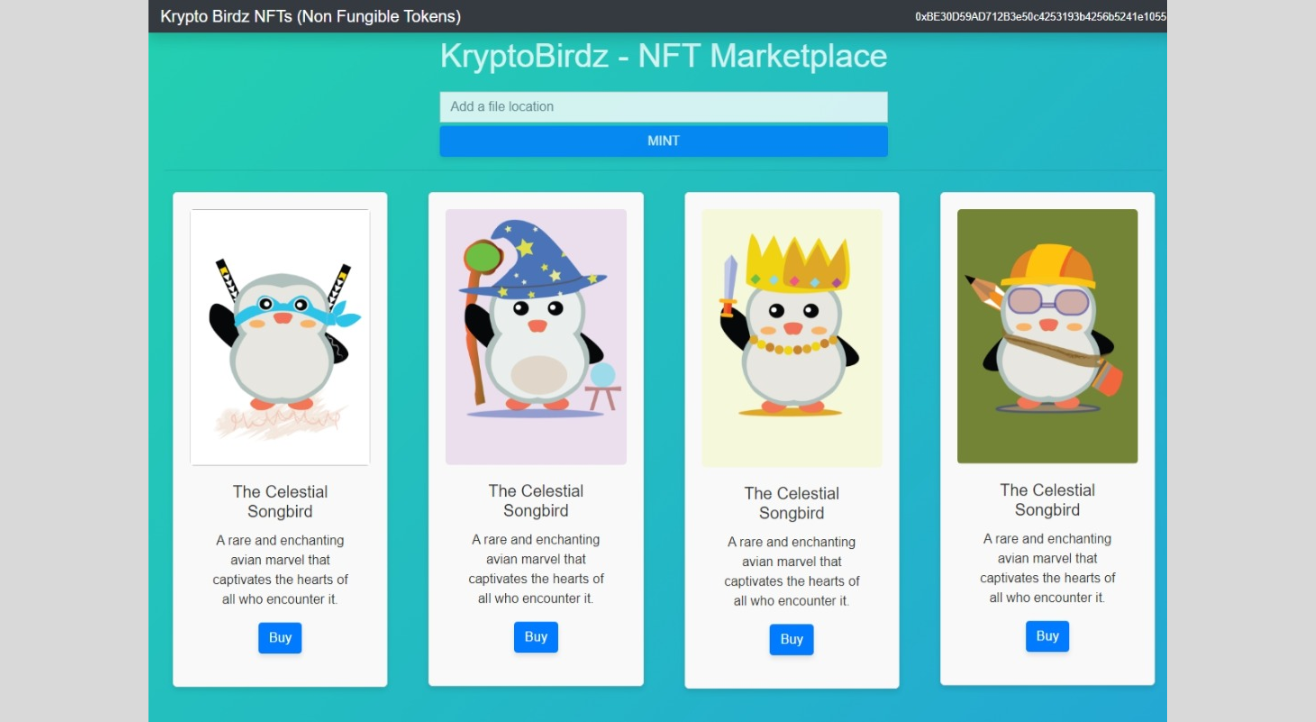 Krypto Birdz NFTs (Non Fungible Tokens)
0xBE30D59AD712B3e50c4253193b4256b5241e1055
KryptoBirdz - NFT Marketplace
Add a file location
MINT
The Celestial
Songbird
A rare and enchanting
avian marvel that
captivates the hearts of
all who encounter it.
Buy
The Celestial
Songbird
A rare and enchanting
avian marvel that
captivates the hearts of
all who encounter it.
Buy
The Celestial
Songbird
A rare and enchanting
avian marvel that
captivates the hearts of
all who encounter it.
Buy
The Celestial
Songbird
A rare and enchanting
avian marvel that
captivates the hearts of
all who encounter it.
Buy